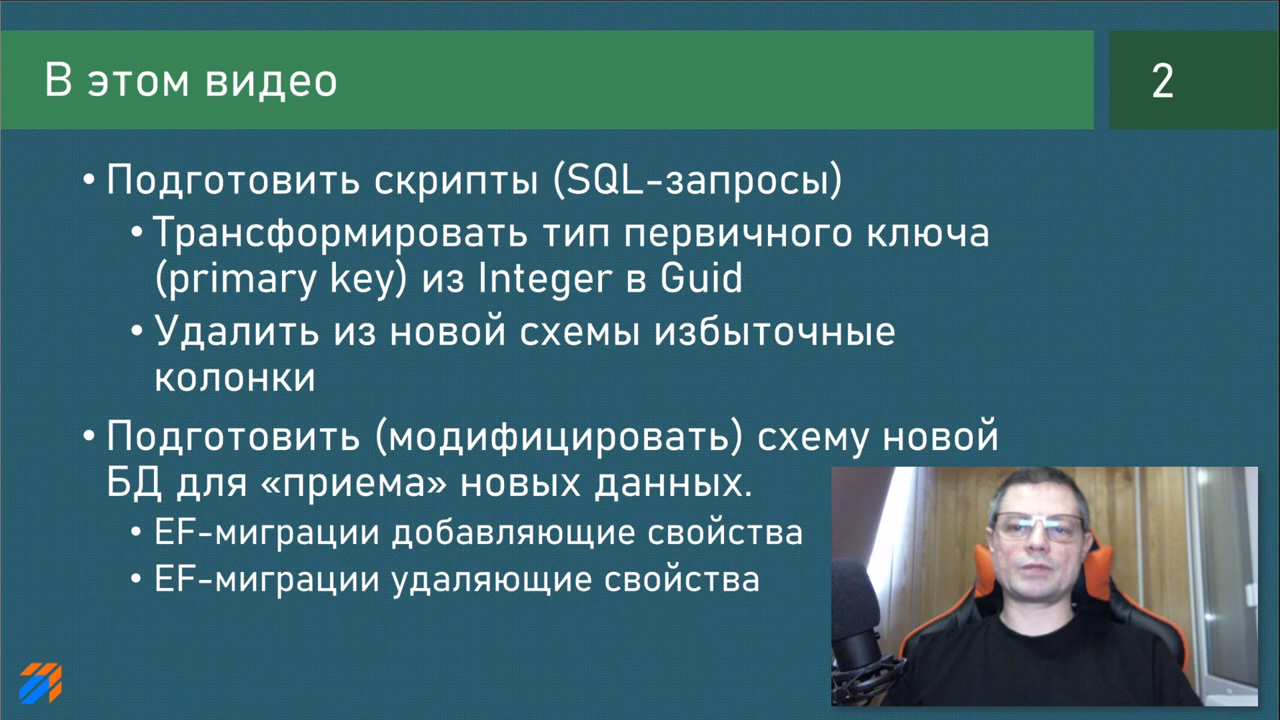 В этом видео
2
• Подготовить скрипты (SQL-запросы)
• Трансформировать тип первичного ключа
(primary key) из Integer в Guid
• Удалить из новой схемы избыточные
колонки
• Подготовить (модифицировать) схему новой
БД для «приема» новых данных.
• EF-миграции добавляющие свойства
• EF-миграции удаляющие свойства